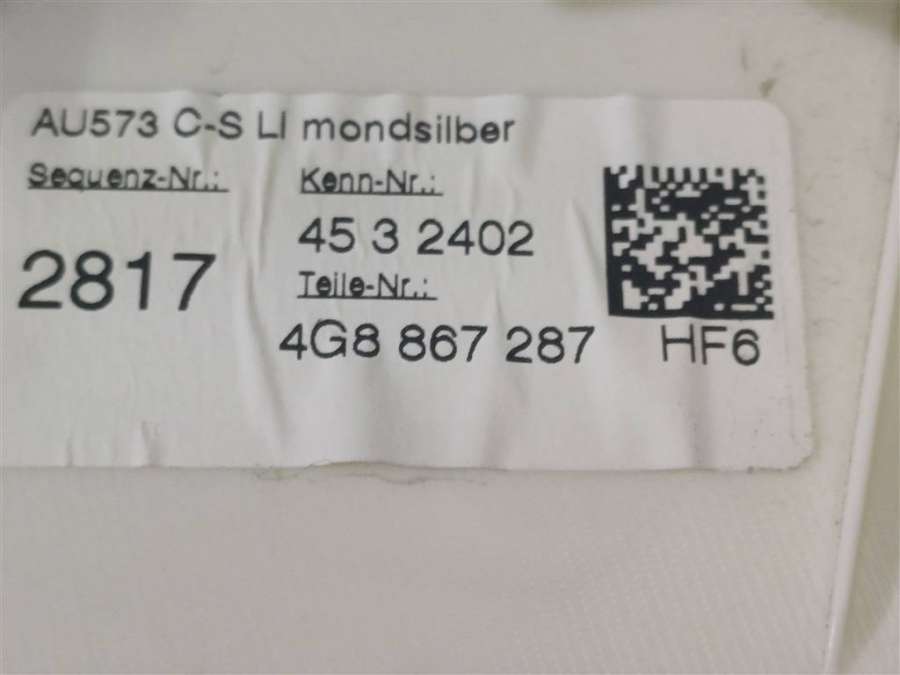 AU573 C-S LI mondsilber
Sequenz-Nr.:
Kenn-Nr.:
45 3 2402
2817
Teile-Nr.:
4G8 867 287 HF6